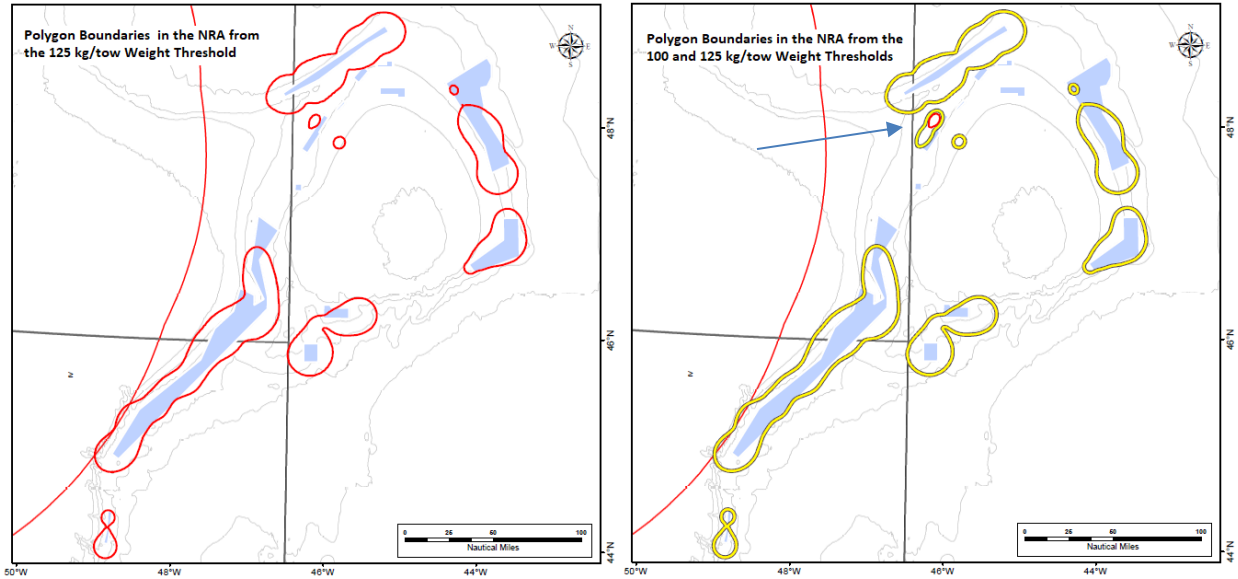 Polygon Boundaries in the NRA from
the 125 kg/tow Weight Threshold
N
W E
S
48°N
46°N
44°N
IV
0 25 50 100
Nautical Miles
50°W 48°W 46°W 44°W
Polygon Boundaries in the NRA from the
100 and 125 kg/tow Weight Thresholds
N
W E
S
48°N
46°N
44°N
IV
0 25 50 100
Nautical Miles
50°W 48°W 46°W 44°W